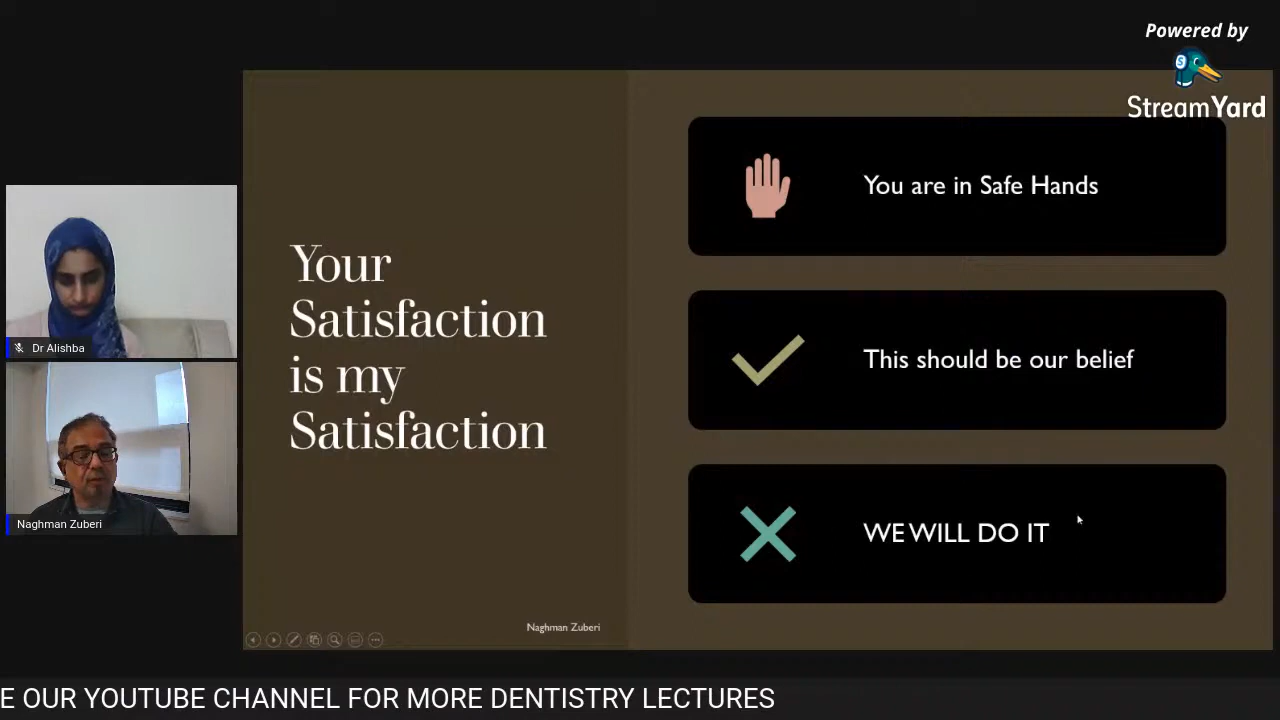 Powered by
StreamYard
You are in Safe Hands
Your
Satisfaction
is my
Satisfaction
This should be our belief
WE WILL DO IT
Dr Alishba
Naghman Zuberi
Naghman Zuberi
E OUR YOUTUBE CHANNEL FOR MORE DENTISTRY LECTURES